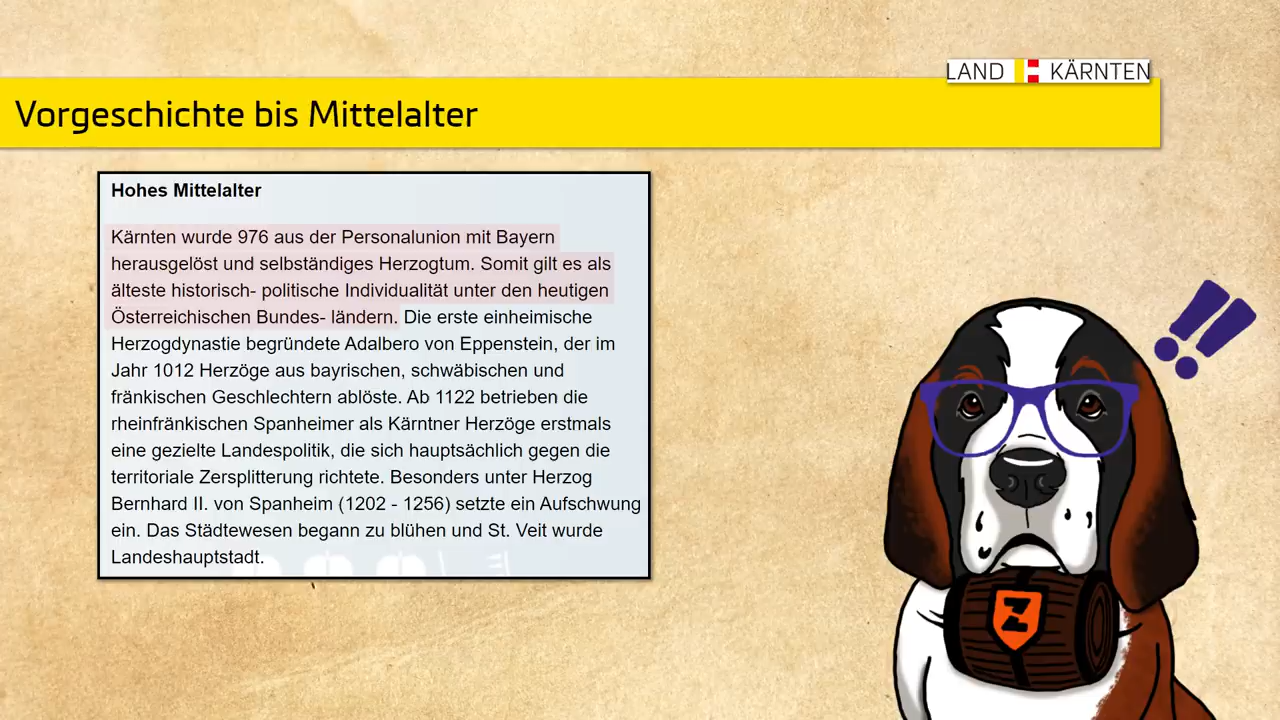 LAND KÄRNTEN
Vorgeschichte bis Mittelalter
Hohes Mittelalter
Kärnten wurde 976 aus der Personalunion mit Bayern
herausgelöst und selbständiges Herzogtum. Somit gilt es als
älteste historisch- politische Individualität unter den heutigen
Österreichischen Bundes- ländern. Die erste einheimische
Herzogdynastie begründete Adalbero von Eppenstein, der im
Jahr 1012 Herzöge aus bayrischen, schwäbischen und
fränkischen Geschlechtern ablöste. Ab 1122 betrieben die
rheinfränkischen Spanheimer als Kärntner Herzöge erstmals
eine gezielte Landespolitik, die sich hauptsächlich gegen die
territoriale Zersplitterung richtete. Besonders unter Herzog
Bernhard II. von Spanheim (1202 - 1256) setzte ein Aufschwung
ein. Das Städtewesen begann zu blühen und St. Veit wurde
Landeshauptstadt.
!!
Z